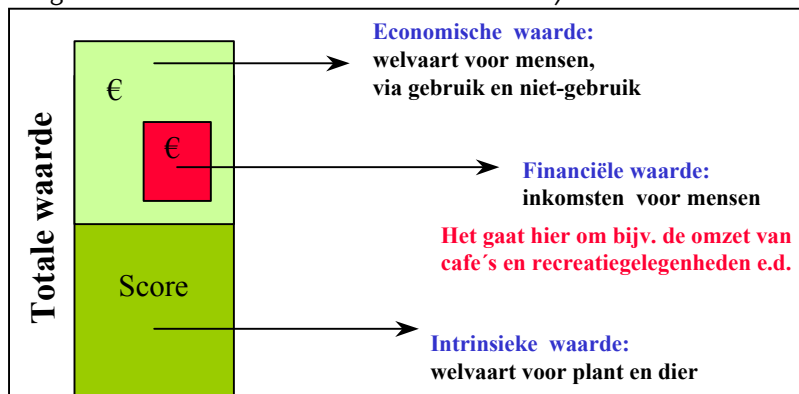 Totale waarde
€
€
Score
Economische waarde:
welvaart voor mensen,
via gebruik en niet-gebruik
Financiële waarde:
inkomsten voor mensen
Het gaat hier om bijv. de omzet van
cafe´s en recreatiegelegenheden e.d.
Intrinsieke waarde:
welvaart voor plant en dier